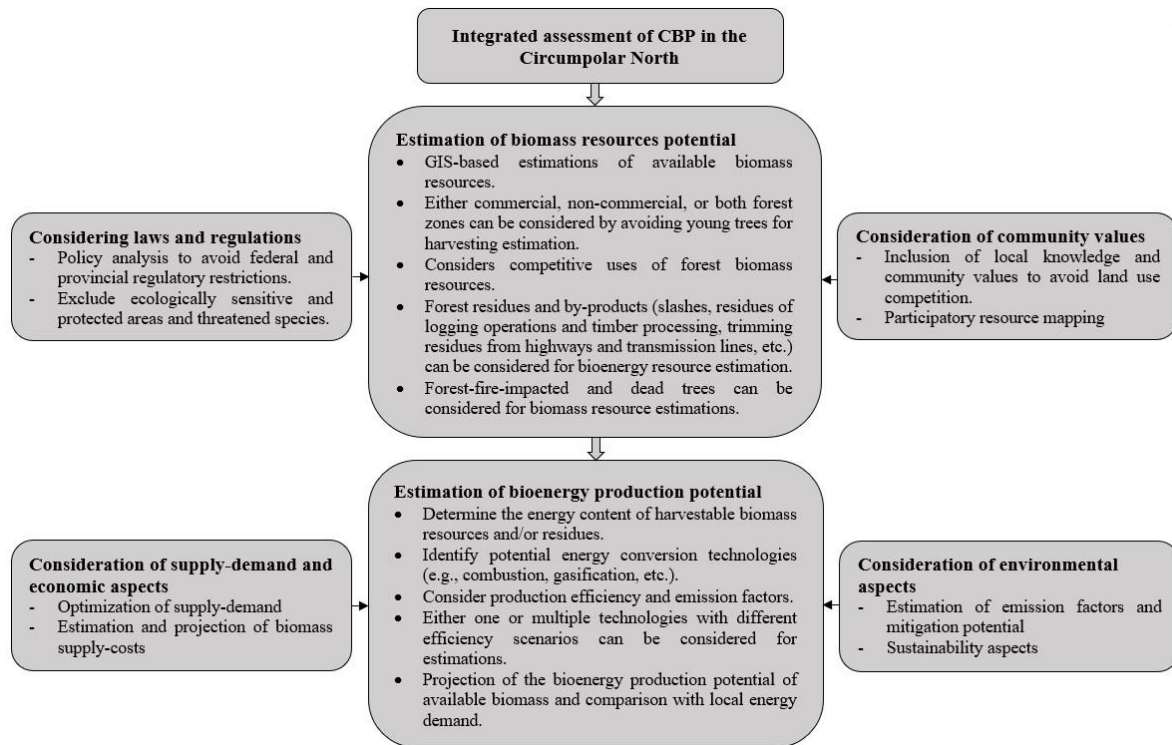 Integrated assessment of CBP in the
Circumpolar North
Estimation of biomass resources potential
• GIS-based estimations of available biomass
resources.
• Either commercial, non-commercial, or both forest
zones can be considered by avoiding young trees for
harvesting estimation.
• Considers competitive uses of forest biomass
resources.
• Forest residues and by-products (slashes, residues of
logging operations and timber processing, trimming
residues from highways and transmission lines, etc.)
can be considered for bioenergy resource estimation.
• Forest-fire-impacted and dead trees can be
considered for biomass resource estimations.
Considering laws and regulations
- Policy analysis to avoid federal and
provincial regulatory restrictions.
- Exclude ecologically sensitive and
protected areas and threatened species.
Consideration of community values
- Inclusion of local knowledge and
community values to avoid land use
competition.
- Participatory resource mapping
Estimation of bioenergy production potential
• Determine the energy content of harvestable biomass
resources and/or residues.
• Identify potential energy conversion technologies
(e.g., combustion, gasification, etc.).
• Consider production efficiency and emission factors.
• Either one or multiple technologies with different
efficiency scenarios can be considered for
estimations.
• Projection of the bioenergy production potential of
available biomass and comparison with local energy
demand.
Consideration of supply-demand and
economic aspects
- Optimization of supply-demand
- Estimation and projection of biomass
supply-costs
Consideration of environmental
aspects
- Estimation of emission factors and
mitigation potential
- Sustainability aspects